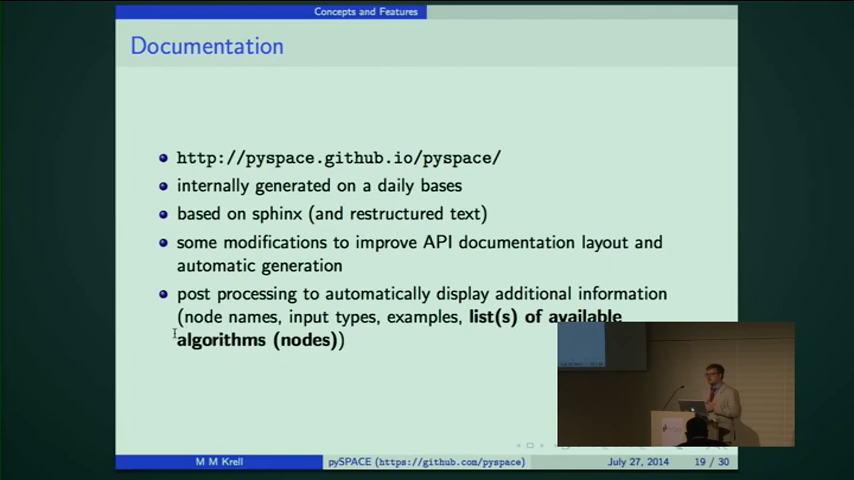 Concepts and Features
Documentation
http://pyspace.github.io/pyspace/
internally generated on a daily bases
based on sphinx (and restructured text)
some modifications to improve API documentation layout and
automatic generation
post processing to automatically display additional information
(node names, input types, examples, list(s) of available
algorithms (nodes))
M M Krell
pySPACE (https://github.com/pyspace)
July 27, 2014
19 / 30